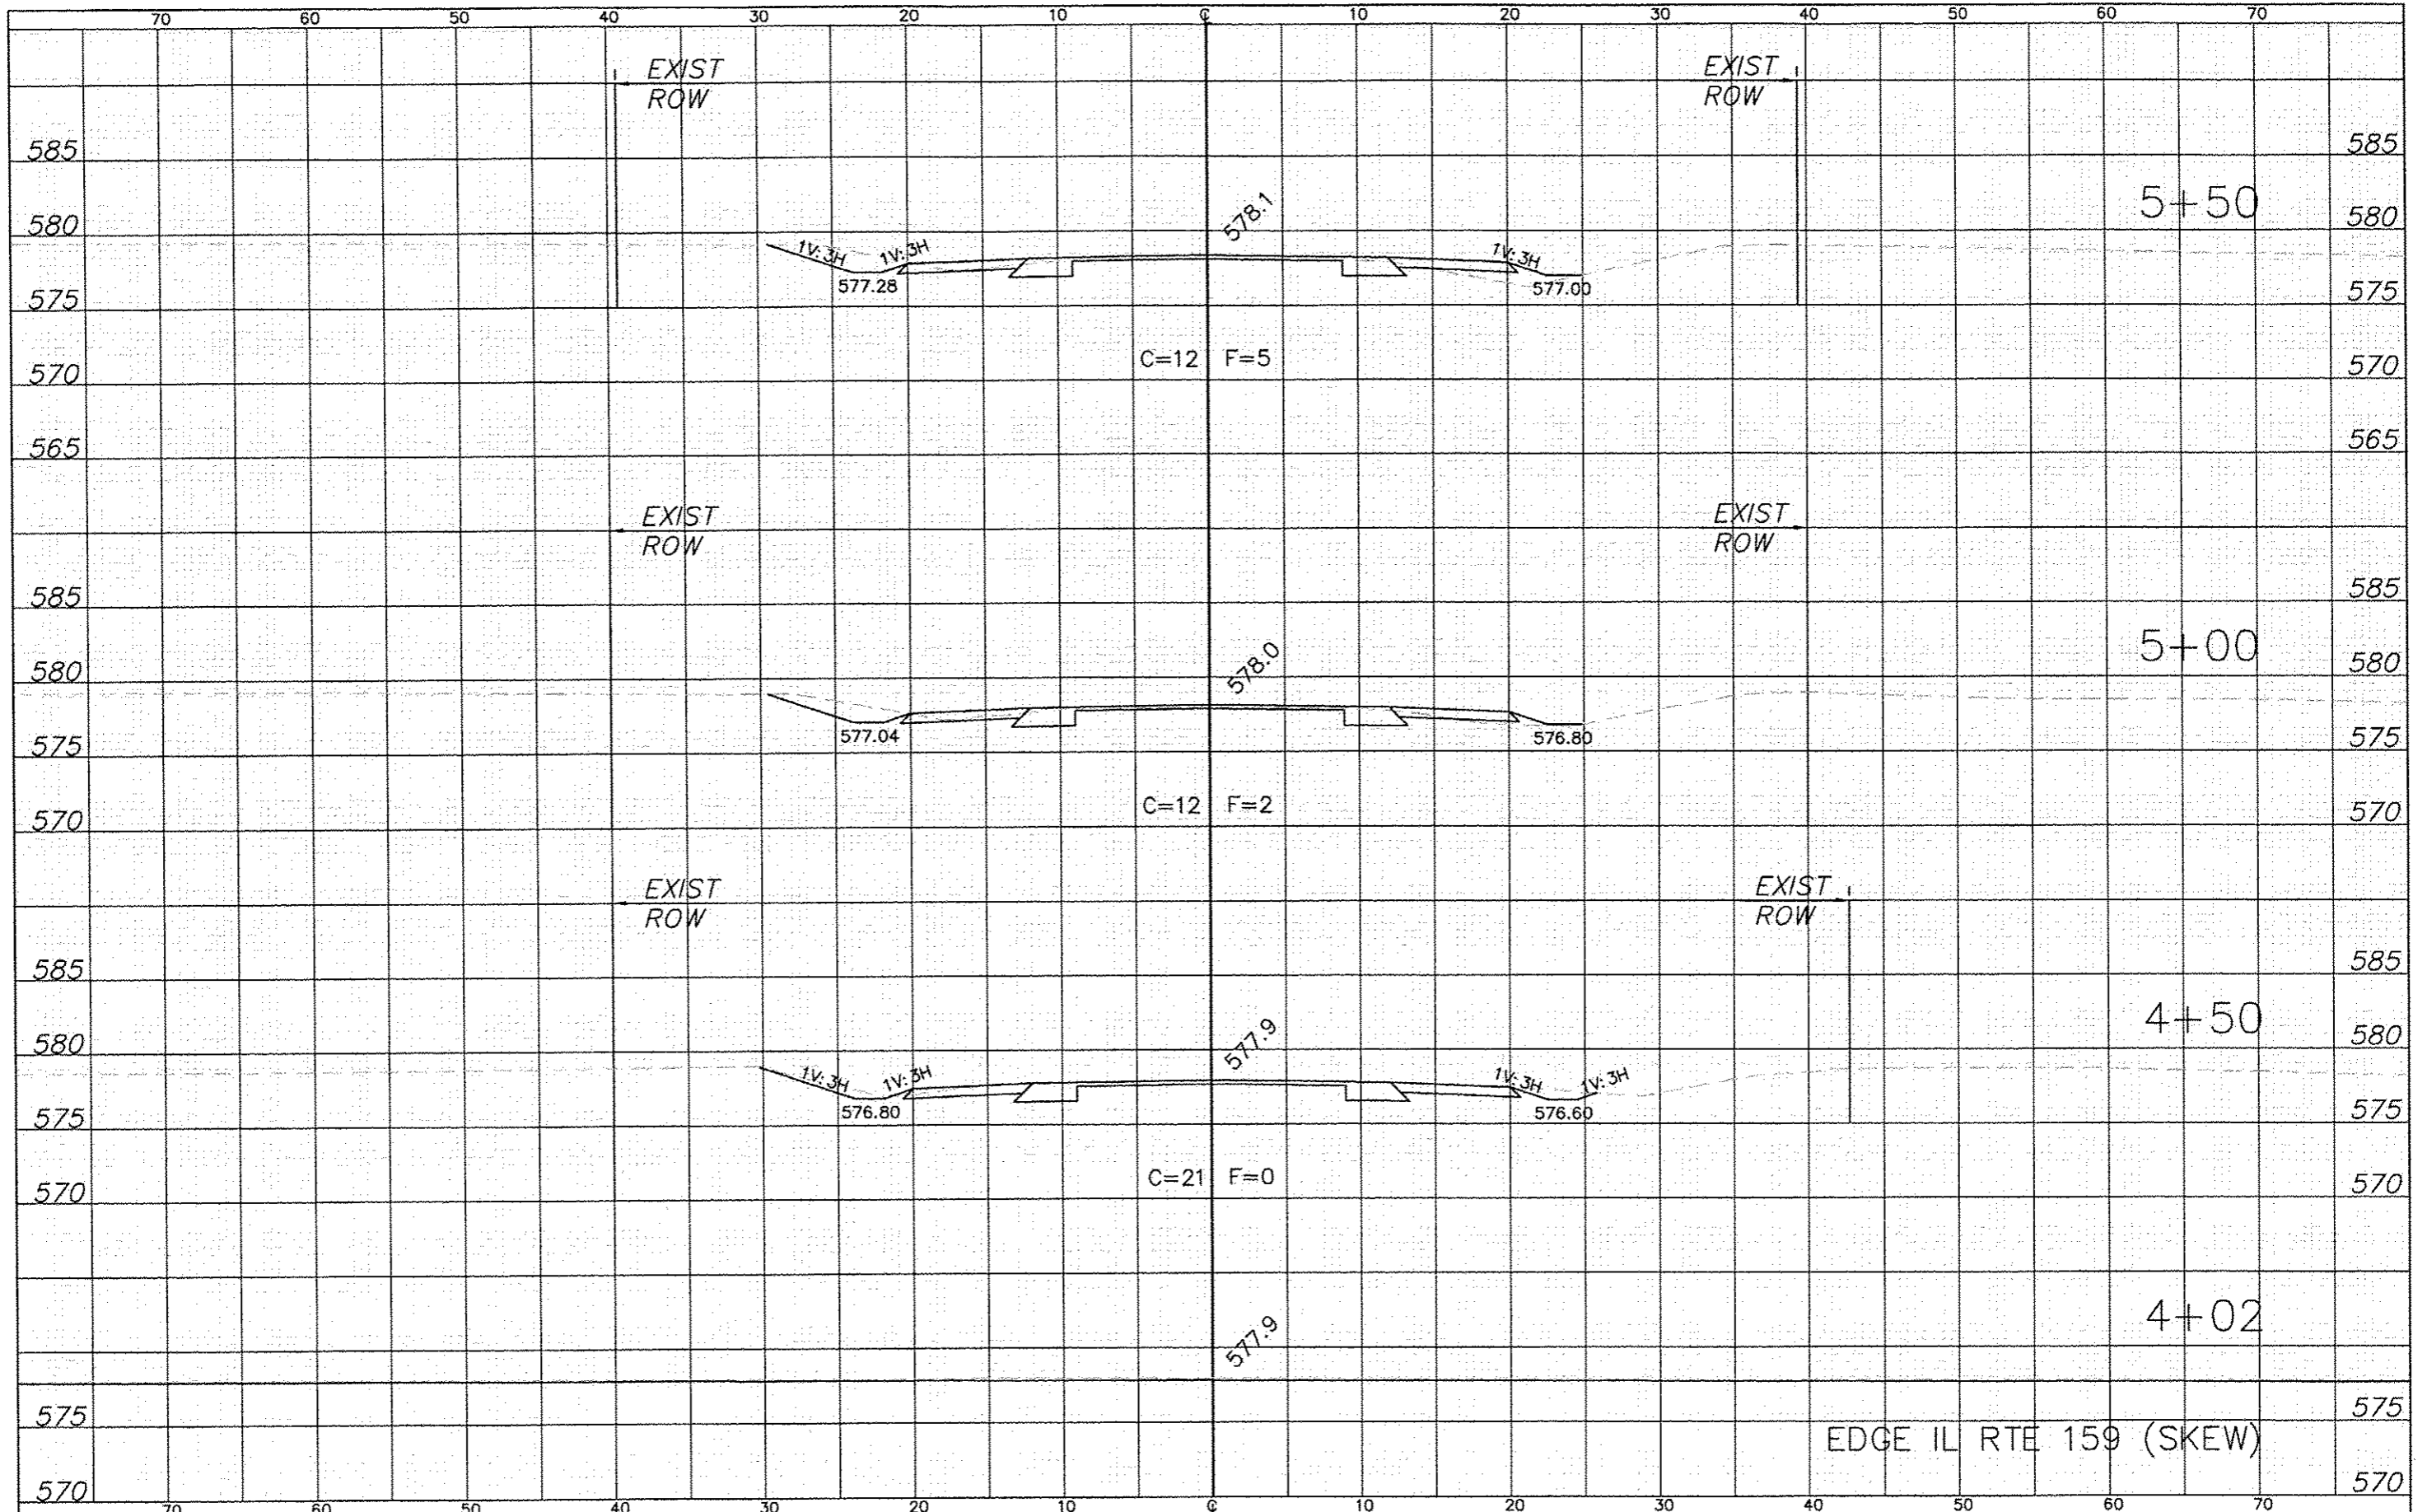 70 60 50 40 30 20 10 ℄ 10 20 30 40 50 60 70
EXIST
ROW
EXIST
ROW
585 585
5+50
580 578.1 580
1V:3H 1V:3H 1V:3H
577.28 577.00
575 575
C=12 F=5
570 570
565 565
EXIST
ROW
EXIST
ROW
585 585
5+00
580 578.0 580
577.04 576.80
575 575
C=12 F=2
570 570
EXIST
ROW
EXIST
ROW
585 585
4+50
580 577.9 580
1V:3H 1V:3H 1V:3H 1V:3H
576.80 576.60
575 575
C=21 F=0
570 570
4+02
577.9
575 575
EDGE IL RTE 159 (SKEW)
570 570
70 60 50 40 30 20 10 ℄ 10 20 30 40 50 60 70